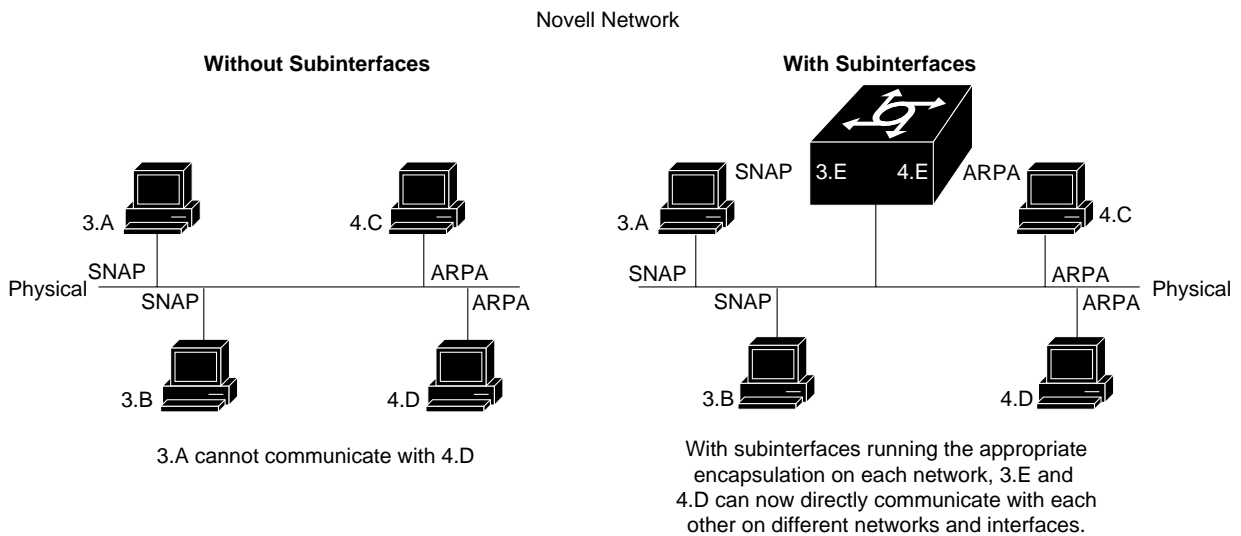 Novell Network
Without Subinterfaces
3.A
4.C
SNAP
ARPA
Physical
SNAP
ARPA
3.B
4.D
3.A cannot communicate with 4.D
With Subinterfaces
SNAP
3.E
4.E
ARPA
3.A
4.C
SNAP
ARPA
Physical
SNAP
ARPA
3.B
4.D
With subinterfaces running the appropriate
encapsulation on each network, 3.E and
4.D can now directly communicate with each
other on different networks and interfaces.